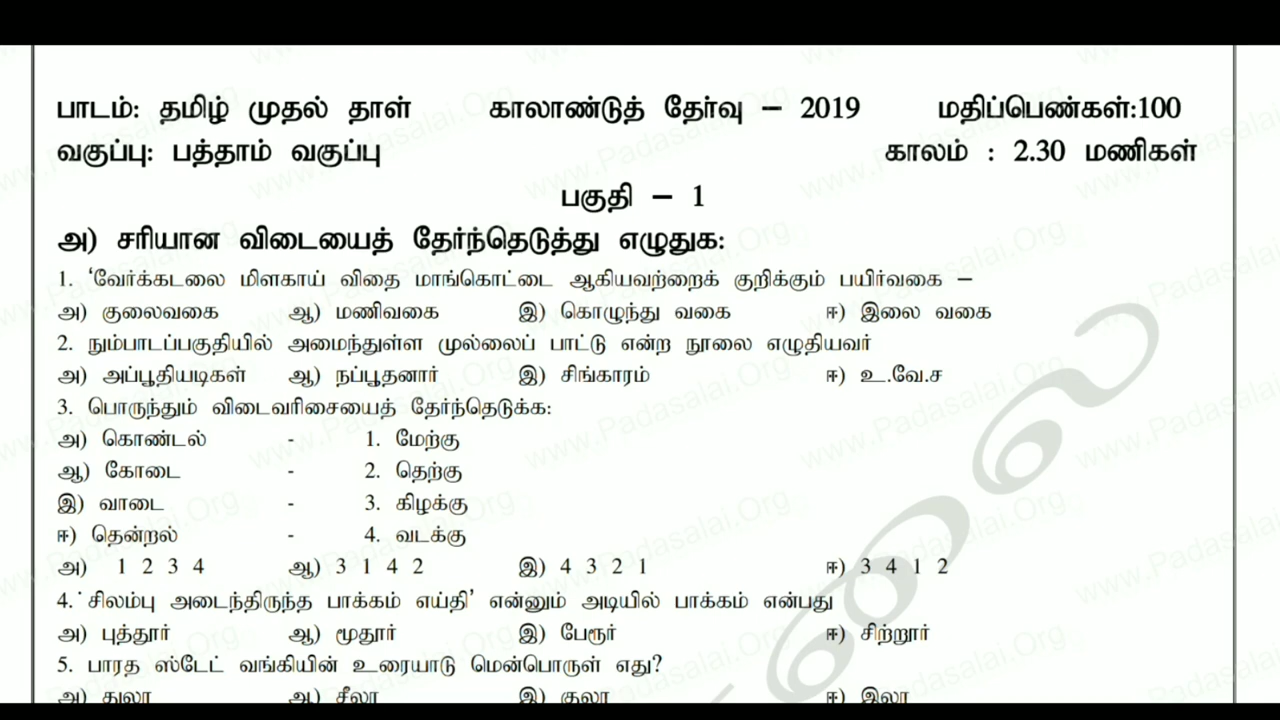 பாடம்: தமிழ் முதல் தாள் காலாண்டுத் தேர்வு – 2019 மதிப்பெண்கள்:100
வகுப்பு: பத்தாம் வகுப்பு காலம் : 2.30 மணிகள்
பகுதி – 1
அ) சரியான விடையைத் தேர்ந்தெடுத்து எழுதுக:
1. ‘வேர்க்கடலை மிளகாய் விதை மாங்கொட்டை ஆகியவற்றைக் குறிக்கும் பயிர்வகை –
அ) குலைவகை ஆ) மணிவகை இ) கொழுந்து வகை ஈ) இலை வகை
2. நும்பாடப்பகுதியில் அமைந்துள்ள முல்லைப் பாட்டு என்ற நூலை எழுதியவர்
அ) அப்பூதியடிகள் ஆ) நப்பூதனார் இ) சிங்காரம் ஈ) உ.வே.ச
3. பொருந்தும் விடைவரிசையைத் தேர்ந்தெடுக்க:
அ) கொண்டல் - 1. மேற்கு
ஆ) கோடை - 2. தெற்கு
இ) வாடை - 3. கிழக்கு
ஈ) தென்றல் - 4. வடக்கு
அ) 1 2 3 4 ஆ) 3 1 4 2 இ) 4 3 2 1 ஈ) 3 4 1 2
4. ‘சிலம்பு அடைந்திருந்த பாக்கம் எய்தி’ என்னும் அடியில் பாக்கம் என்பது
அ) புத்தூர் ஆ) மூதூர் இ) பேரூர் ஈ) சிற்றூர்
5. பாரத ஸ்டேட் வங்கியின் உரையாடு மென்பொருள் எது?
அ) துலா ஆ) சீலா இ) குலா ஈ) இலா
www.Padasalai.Org